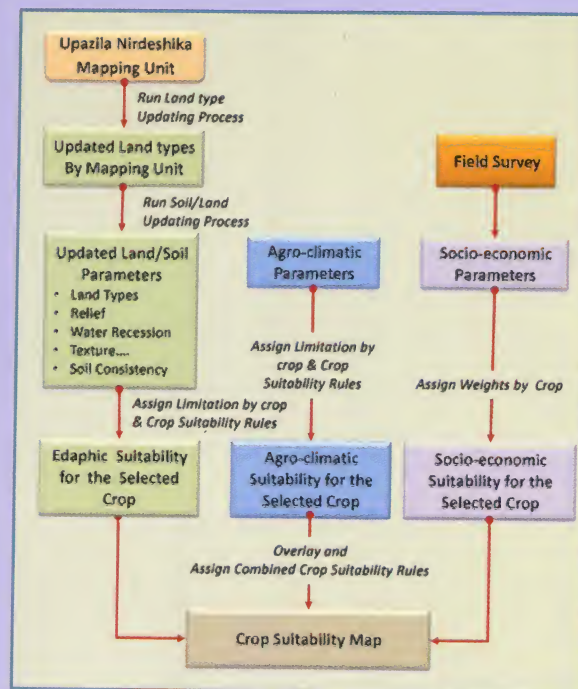 Upazila Nirdeshika
Mapping Unit
Run Land type
Updating Process
Updated Land types
By Mapping Unit
Run Soil/Land
Updating Process
Updated Land/Soil
Parameters
• Land Types
• Relief
• Water Recession
• Texture....
• Soil Consistency
Assign Limitation by crop
& Crop Suitability Rules
Edaphic Suitability
for the Selected
Crop
Agro-climatic
Parameters
Assign Limitation by
crop & Crop
Suitability Rules
Agro-climatic
Suitability for the
Selected Crop
Field Survey
Socio-economic
Parameters
Assign Weights by Crop
Socio-economic
Suitability for the
Selected Crop
Overlay and
Assign Combined Crop Suitability Rules
Crop Suitability Map